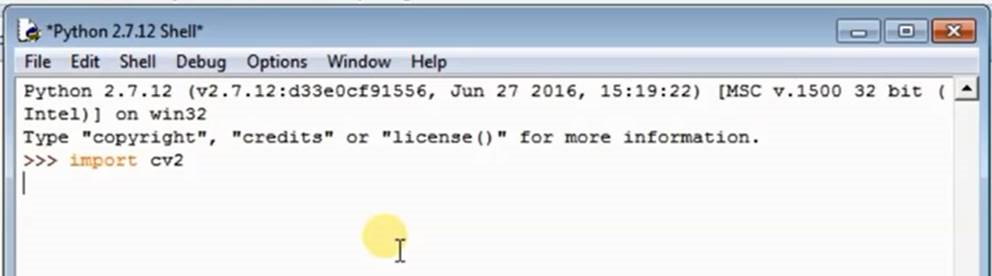 *Python 2.7.12 Shell*
File Edit Shell Debug Options Window Help
Python 2.7.12 (v2.7.12:d33e0cf91556, Jun 27 2016, 15:19:22) [MSC v.1500 32 bit (
Intel)] on win32
Type "copyright", "credits" or "license()" for more information.
>>> import cv2